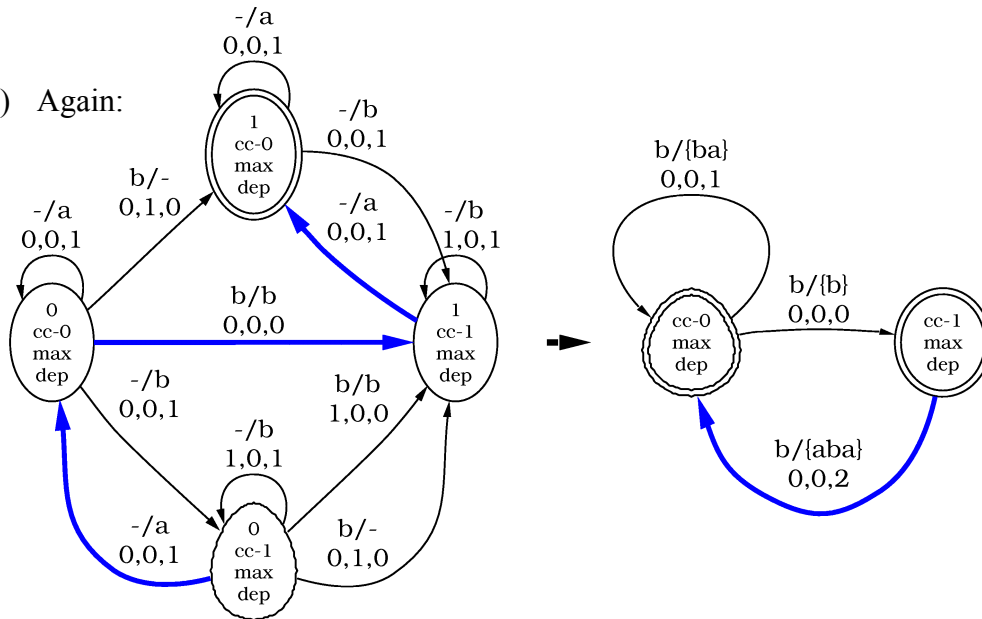 -/a
0,0,1
) Again:
1
cc-0
max
dep
-/b
0,0,1
b/-
0,1,0
-/a
0,0,1
-/a
0,0,1
-/b
1,0,1
0
cc-0
max
dep
b/b
0,0,0
1
cc-1
max
dep
-/b
0,0,1
b/b
1,0,0
-/b
1,0,1
-/a
0,0,1
0
cc-1
max
dep
b/-
0,1,0
b/{ba}
0,0,1
b/{b}
0,0,0
cc-0
max
dep
cc-1
max
dep
b/{aba}
0,0,2